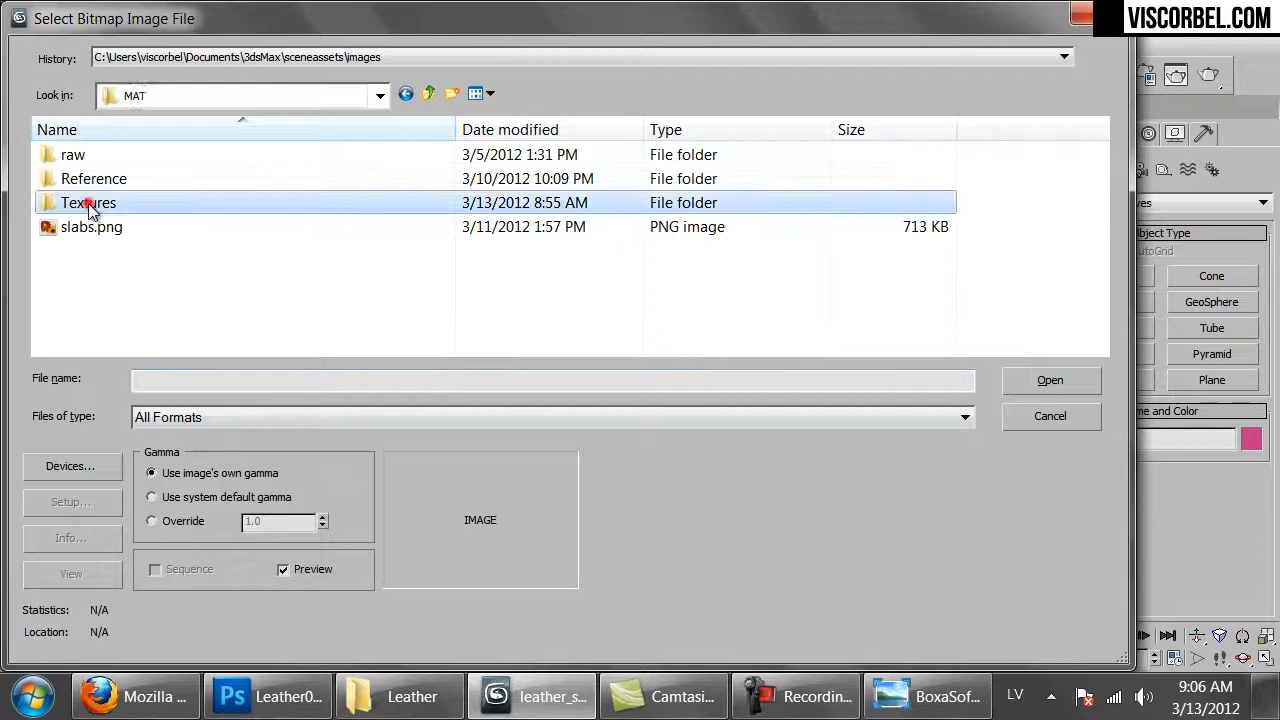 Select Bitmap Image File
VISCORBEL.COM
History: C:\Users\viscorbel\Documents\3dsMax\sceneassets\images
Look in: MAT
Name Date modified Type Size
raw 3/5/2012 1:31 PM File folder
Reference 3/10/2012 10:09 PM File folder
Textures 3/13/2012 8:55 AM File folder
slabs.png 3/11/2012 1:57 PM PNG image 713 KB
File name: Open
Files of type: All Formats Cancel
Devices...
Setup...
Info...
View
Gamma
Use image's own gamma
Use system default gamma
Override 1.0
Sequence Preview
IMAGE
Statistics: N/A
Location: N/A
es
bject Type
utoGrid
Cone
GeoSphere
Tube
Pyramid
Plane
me and Color
Mozilla ... Leather0... Leather leather_s... Camtasi... Recordin... BoxaSof... LV 9:06 AM
3/13/2012